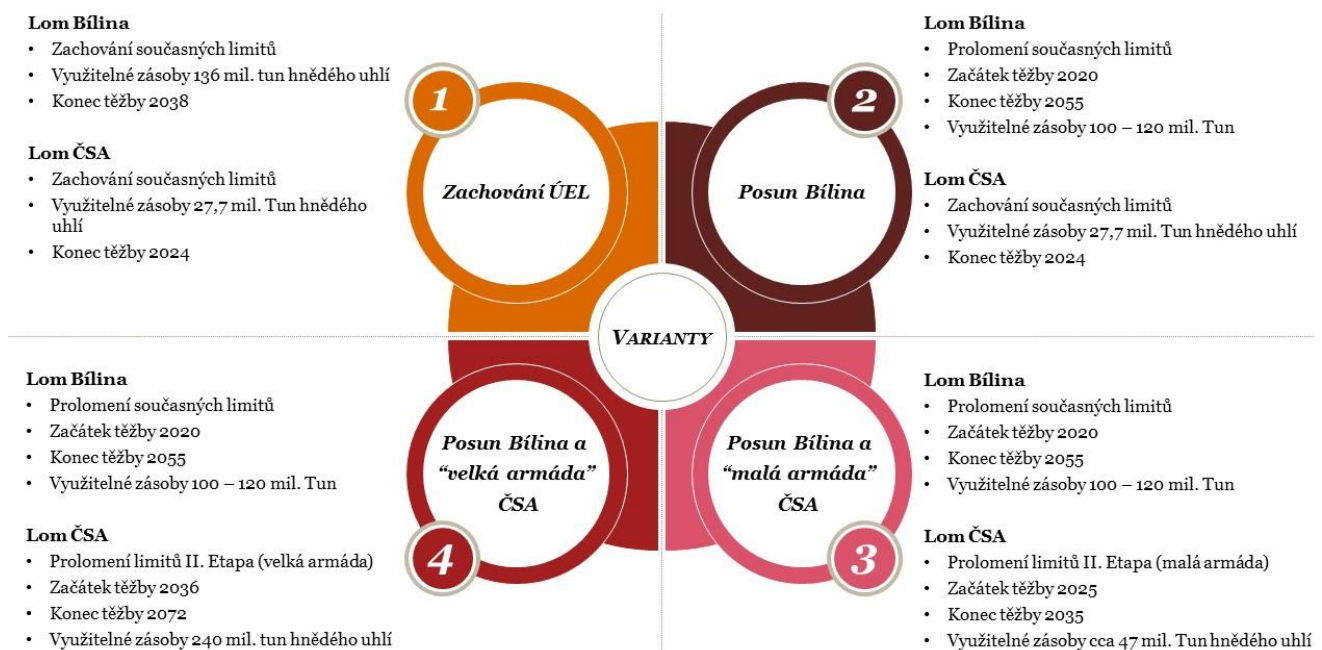 Lom Bílina
• Zachování současných limitů
• Využitelné zásoby 136 mil. tun hnědého uhlí
• Konec těžby 2038
Lom ČSA
• Zachování současných limitů
• Využitelné zásoby 27,7 mil. Tun hnědého
uhlí
• Konec těžby 2024
1
Zachování ÚEL
2
Posun Bílina
Lom Bílina
• Prolomení současných limitů
• Začátek těžby 2020
• Konec těžby 2055
• Využitelné zásoby 100 – 120 mil. Tun
Lom ČSA
• Zachování současných limitů
• Využitelné zásoby 27,7 mil. Tun hnědého uhlí
• Konec těžby 2024
VARIANTY
Lom Bílina
• Prolomení současných limitů
• Začátek těžby 2020
• Konec těžby 2055
• Využitelné zásoby 100 – 120 mil. Tun
Lom ČSA
• Prolomení limitů II. Etapa (velká armáda)
• Začátek těžby 2036
• Konec těžby 2072
• Využitelné zásoby 240 mil. tun hnědého uhlí
Posun Bílina a
“velká armáda”
ČSA
4
Posun Bílina a
“malá armáda”
ČSA
3
Lom Bílina
• Prolomení současných limitů
• Začátek těžby 2020
• Konec těžby 2055
• Využitelné zásoby 100 – 120 mil. Tun
Lom ČSA
• Prolomení limitů II. Etapa (malá armáda)
• Začátek těžby 2025
• Konec těžby 2035
• Využitelné zásoby cca 47 mil. Tun hnědého uhlí